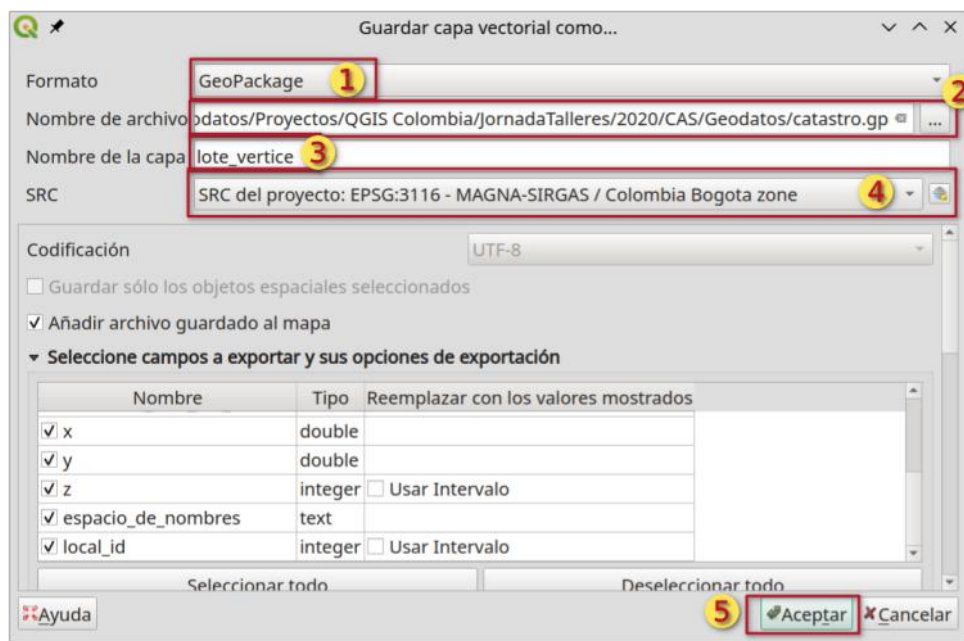 Guardar capa vectorial como...
Formato GeoPackage 1
2
Nombre de archivo odatos/Proyectos/QGIS Colombia/JornadaTalleres/2020/CAS/Geodatos/catastro.gp ...
Nombre de la capa lote_vertice 3
SRC SRC del proyecto: EPSG:3116 - MAGNA-SIRGAS / Colombia Bogota zone 4
Codificación UTF-8
Guardar sólo los objetos espaciales seleccionados
Añadir archivo guardado al mapa
Seleccione campos a exportar y sus opciones de exportación
Nombre Tipo Reemplazar con los valores mostrados
x double
y double
z integer Usar Intervalo
espacio_de_nombres text
local_id integer Usar Intervalo
Seleccionar todo Deseleccionar todo
Ayuda 5 Aceptar Cancelar